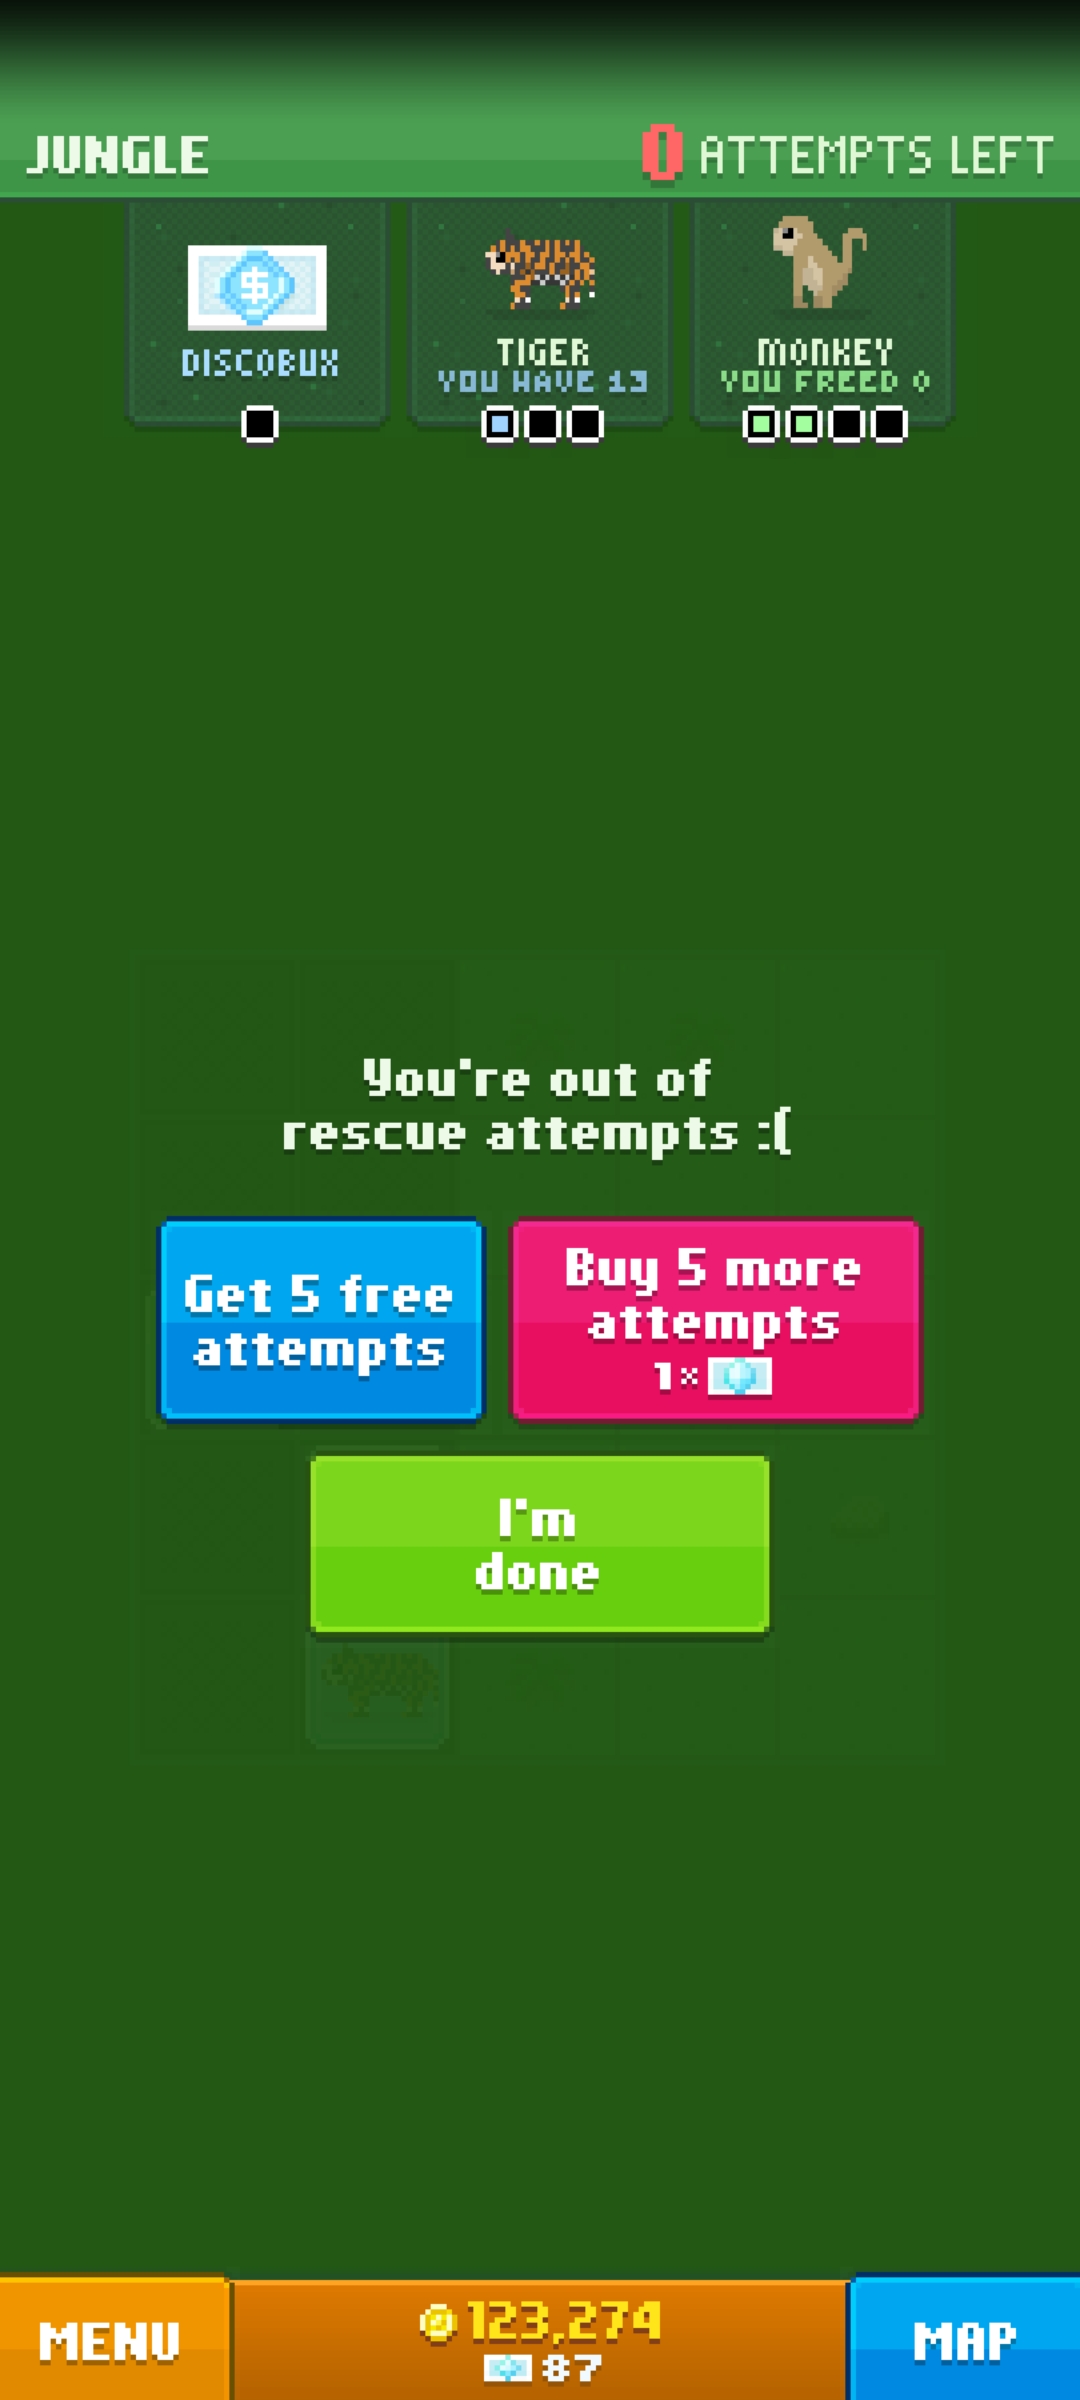 JUNGLE
0 ATTEMPTS LEFT
$
DISCOBUX
TIGER
YOU HAVE 13
MONKEY
YOU FREED 0
You're out of
rescue attempts :(
Get 5 free
attempts
Buy 5 more
attempts
1×
I'm
done
MENU
123,274
87
MAP